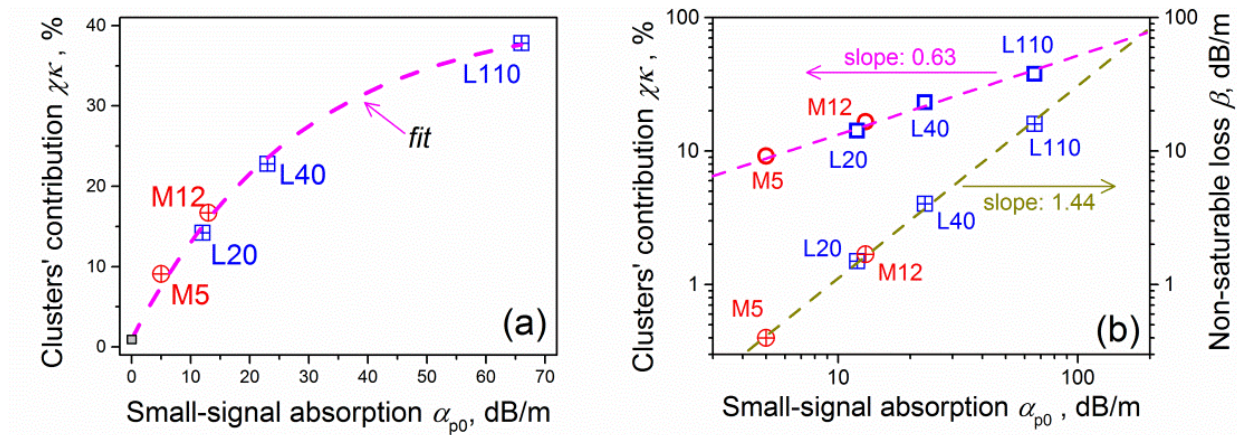 40
30
20
10
0
Clusters' contribution χκ , %
L110
fit
L40
M12
L20
M5
(a)
0 10 20 30 40 50 60 70
Small-signal absorption αp0, dB/m
100
10
1
Clusters' contribution χκ, %
slope: 0.63
L110
M12
L40
L20
M5
L110
slope: 1.44
L40
L20
M12
M5
(b)
10 100
Small-signal absorption αp0 , dB/m
100
10
1
Non-saturable loss β, dB/m